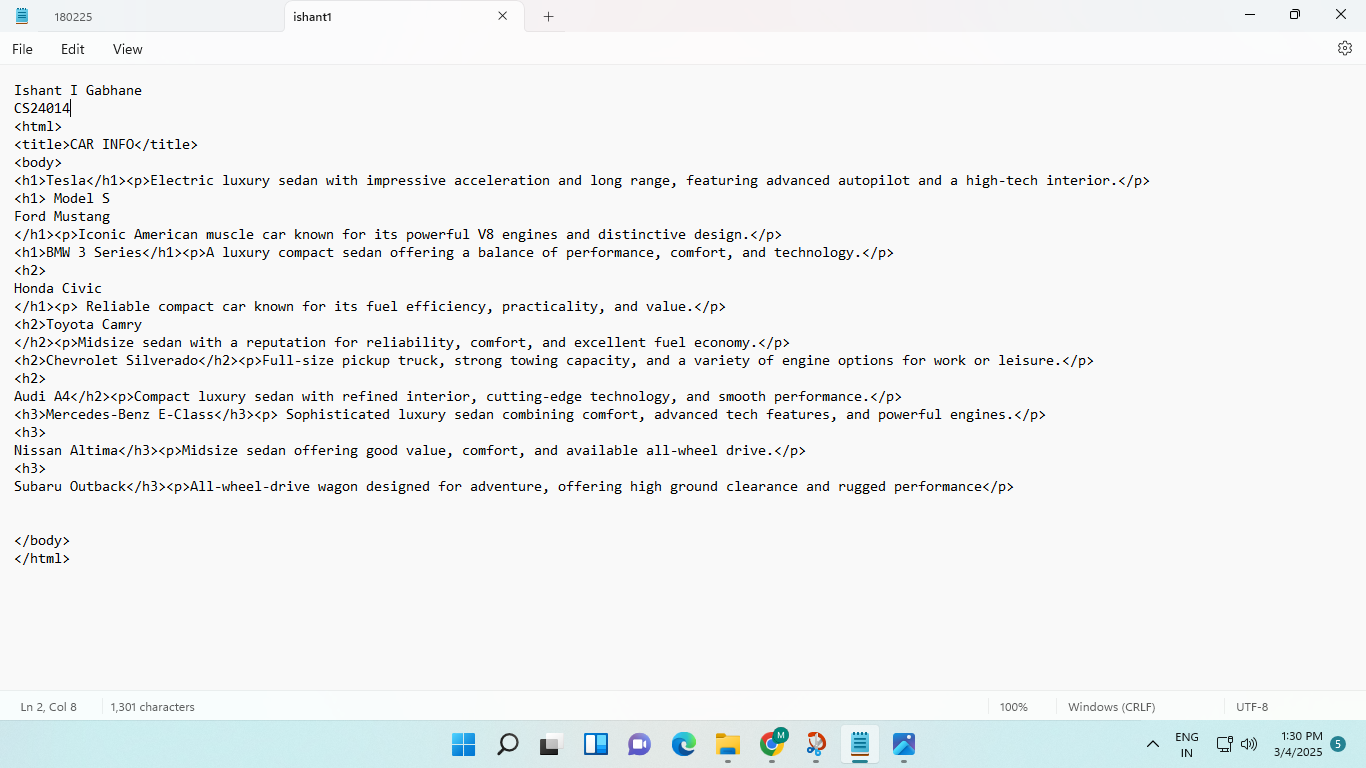 180225
ishant1
File Edit View
Ishant I Gabhane
CS24014
<html>
<title>CAR INFO</title>
<body>
<h1>Tesla</h1><p>Electric luxury sedan with impressive acceleration and long range, featuring advanced autopilot and a high-tech interior.</p>
<h1> Model S
Ford Mustang
</h1><p>Iconic American muscle car known for its powerful V8 engines and distinctive design.</p>
<h1>BMW 3 Series</h1><p>A luxury compact sedan offering a balance of performance, comfort, and technology.</p>
<h2>
Honda Civic
</h1><p> Reliable compact car known for its fuel efficiency, practicality, and value.</p>
<h2>Toyota Camry
</h2><p>Midsize sedan with a reputation for reliability, comfort, and excellent fuel economy.</p>
<h2>Chevrolet Silverado</h2><p>Full-size pickup truck, strong towing capacity, and a variety of engine options for work or leisure.</p>
<h2>
Audi A4</h2><p>Compact luxury sedan with refined interior, cutting-edge technology, and smooth performance.</p>
<h3>Mercedes-Benz E-Class</h3><p> Sophisticated luxury sedan combining comfort, advanced tech features, and powerful engines.</p>
<h3>
Nissan Altima</h3><p>Midsize sedan offering good value, comfort, and available all-wheel drive.</p>
<h3>
Subaru Outback</h3><p>All-wheel-drive wagon designed for adventure, offering high ground clearance and rugged performance</p>
</body>
</html>
Ln 2, Col 8 1,301 characters 100% Windows (CRLF) UTF-8
M
ENG
IN
1:30 PM
3/4/2025
5